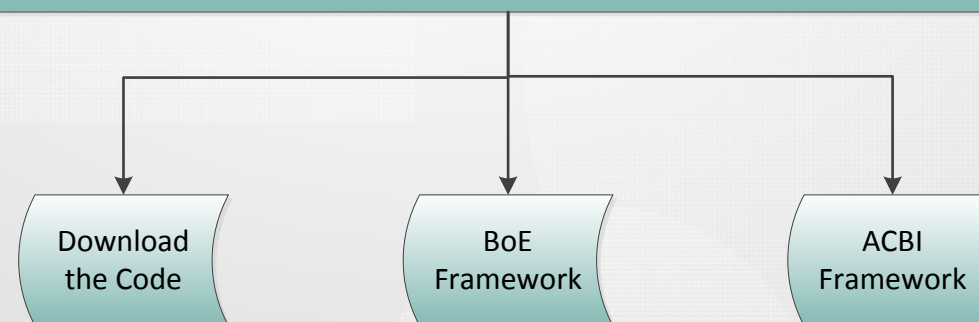 Download
the Code
BoE
Framework
ACBI
Framework